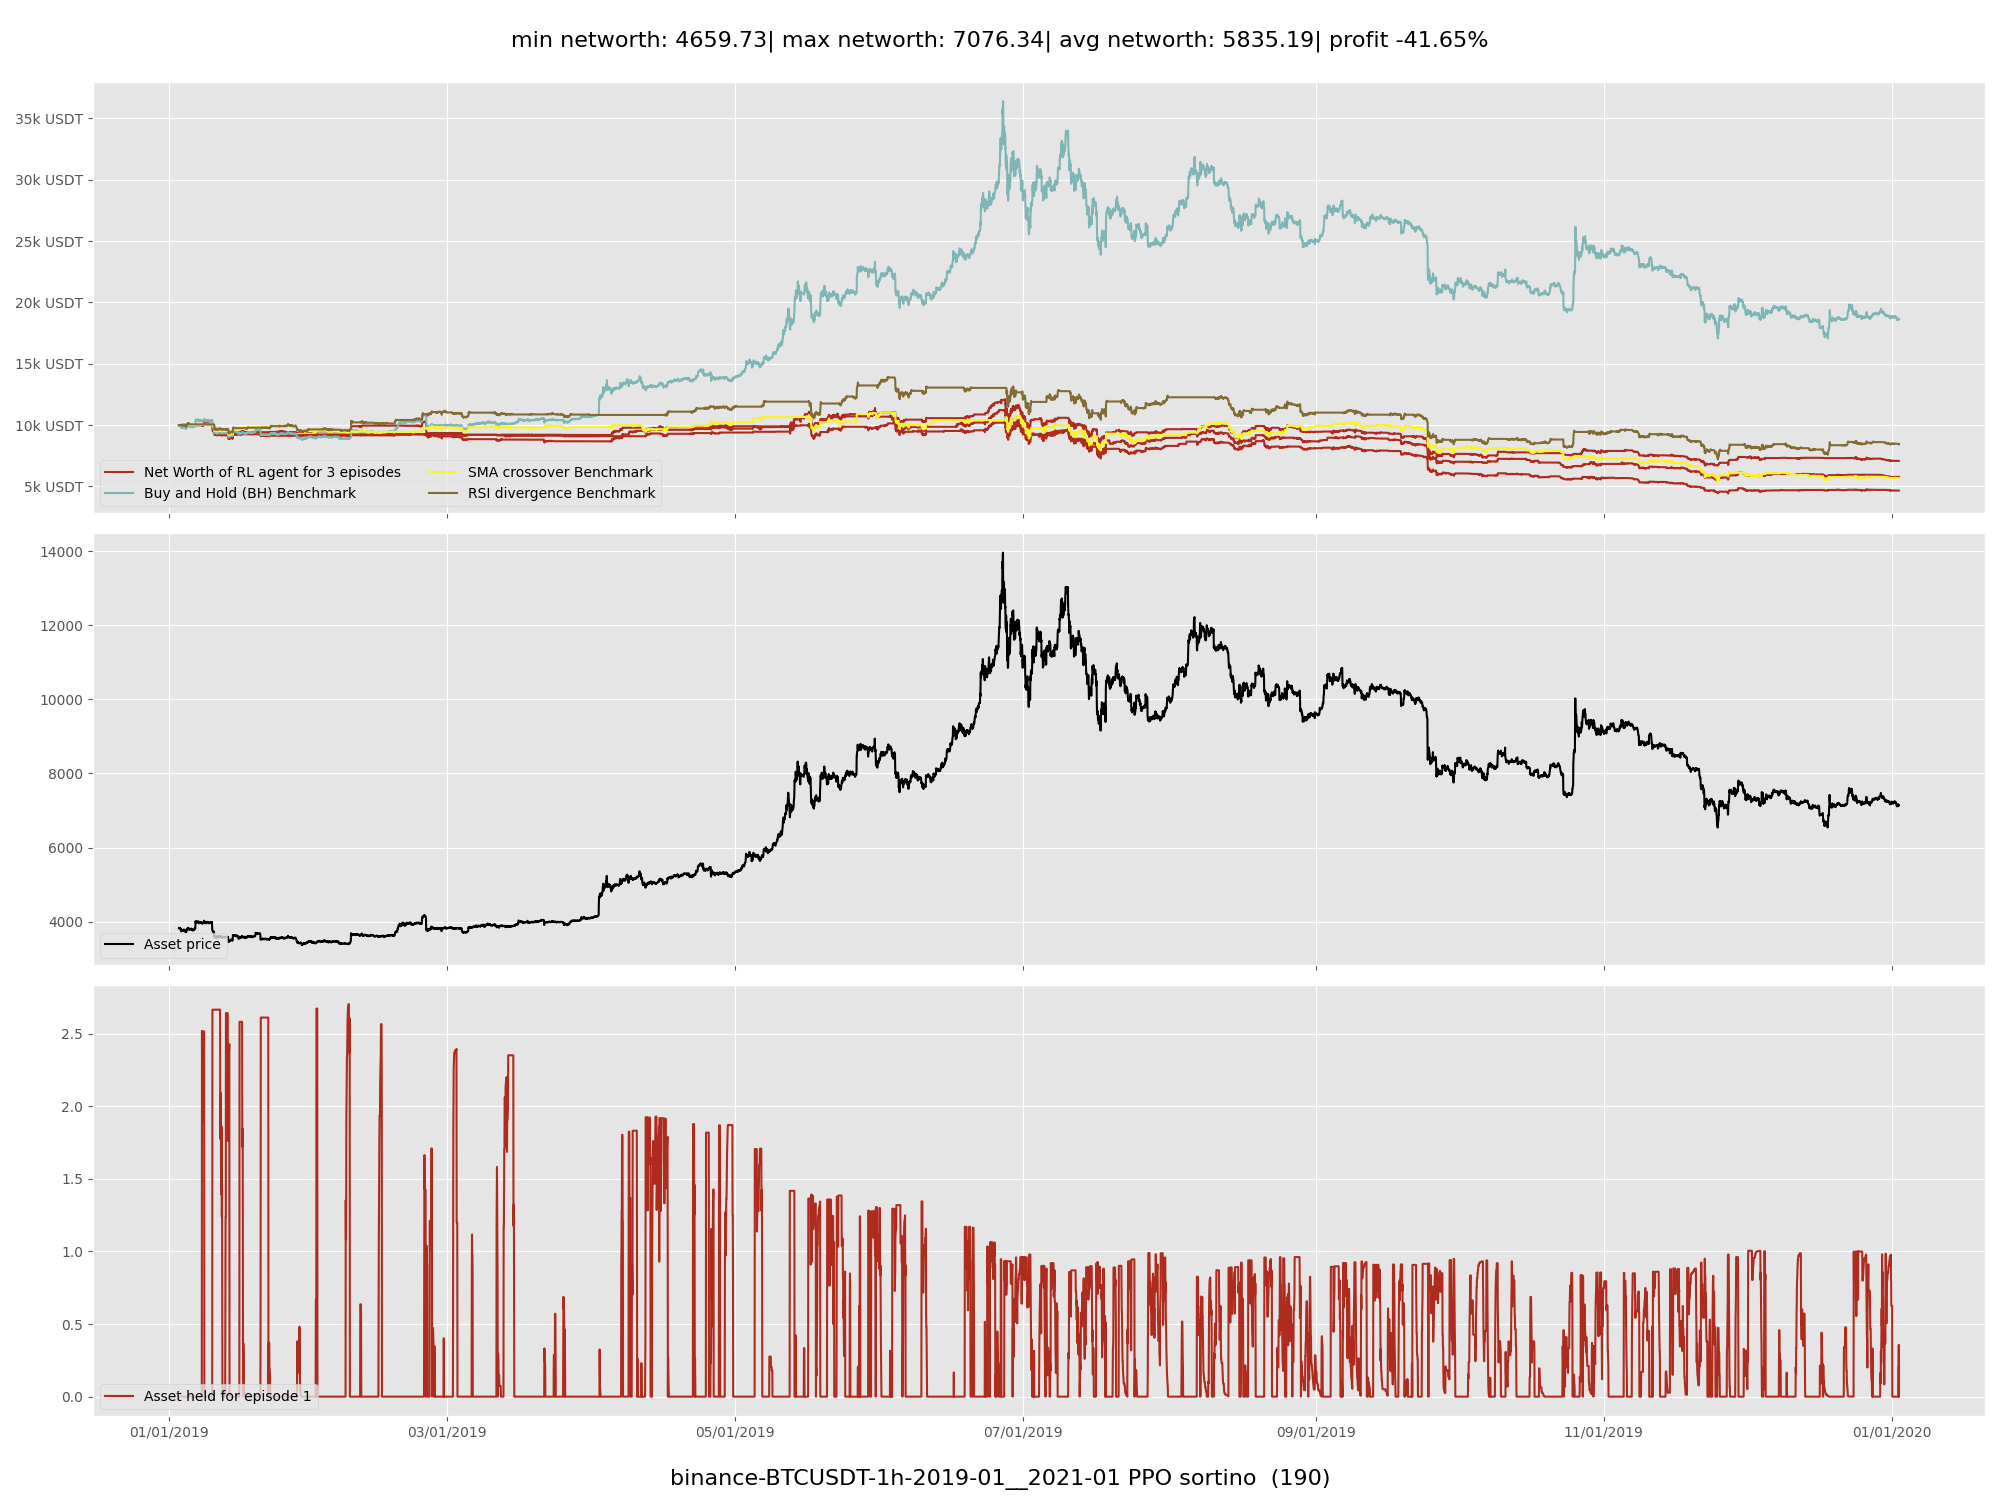 min networth: 4659.73| max networth: 7076.34| avg networth: 5835.19| profit -41.65%
35k USDT
30k USDT
25k USDT
20k USDT
15k USDT
10k USDT
5k USDT
Net Worth of RL agent for 3 episodes
Buy and Hold (BH) Benchmark
SMA crossover Benchmark
RSI divergence Benchmark
14000
12000
10000
8000
6000
4000
Asset price
2.5
2.0
1.5
1.0
0.5
0.0
Asset held for episode 1
01/01/2019 03/01/2019 05/01/2019 07/01/2019 09/01/2019 11/01/2019 01/01/2020
binance-BTCUSDT-1h-2019-01__2021-01 PPO sortino (190)